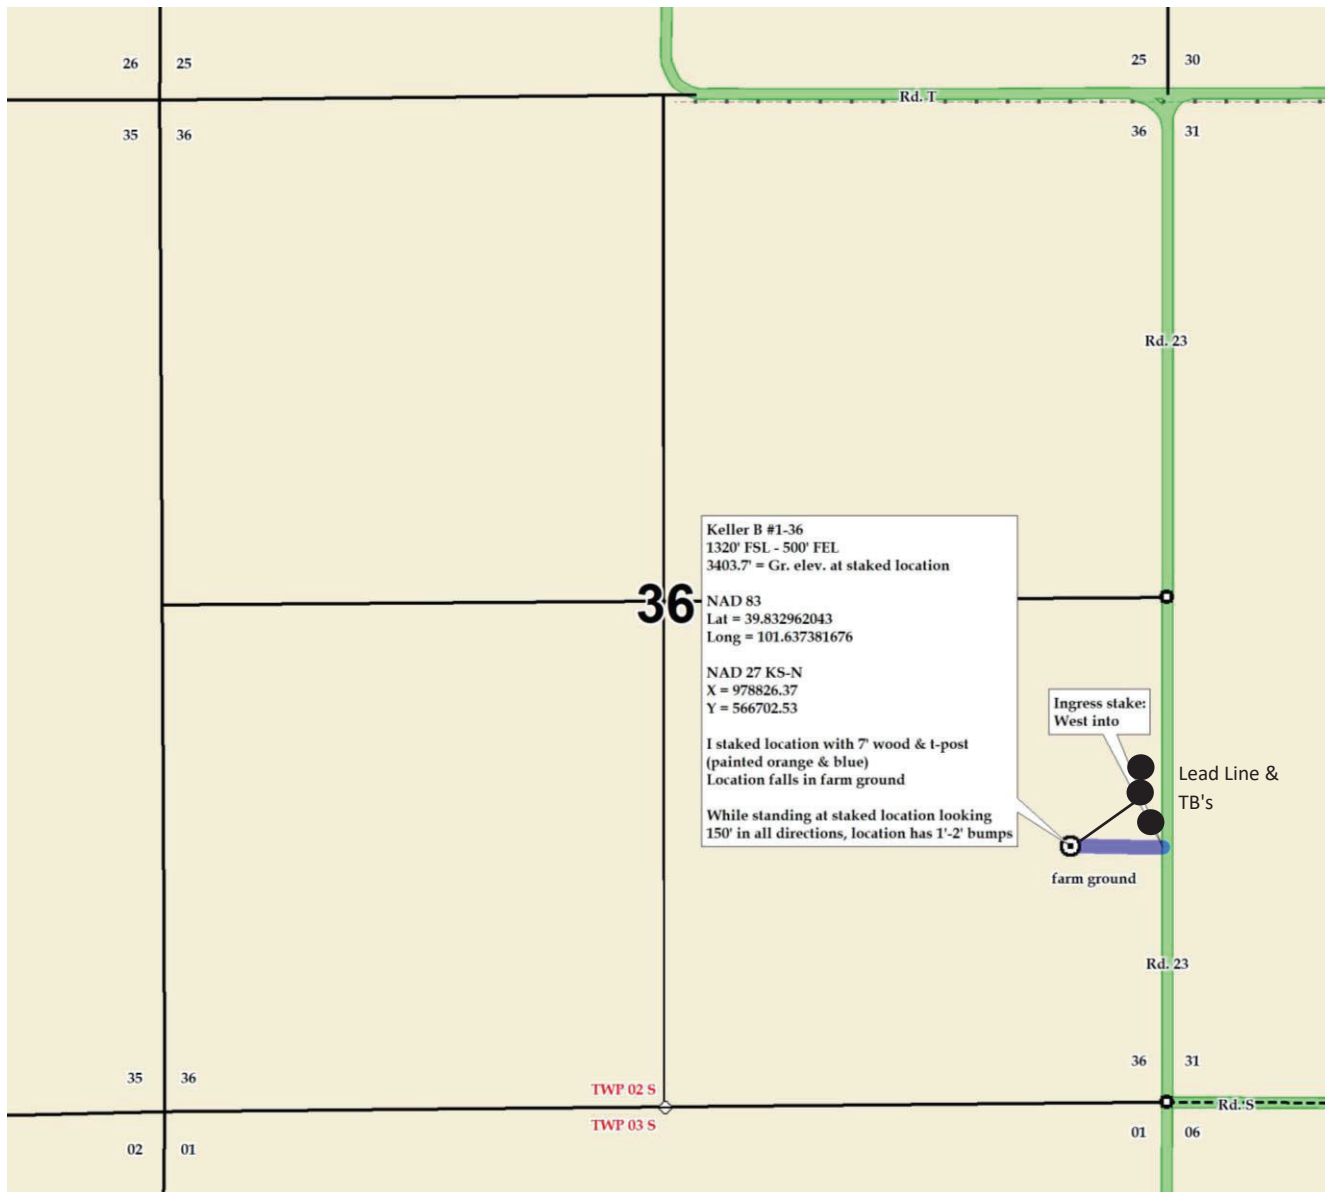 26 25
25 30
Rd. T
35 36
36 31
Rd. 23
Keller B #1-36
1320' FSL - 500' FEL
3403.7' = Gr. elev. at staked location
36
NAD 83
Lat = 39.832962043
Long = 101.637381676
NAD 27 KS-N
X = 978826.37
Y = 566702.53
I staked location with 7' wood & t-post
(painted orange & blue)
Location falls in farm ground
While standing at staked location looking
150' in all directions, location has 1'-2' bumps
Ingress stake:
West into
Lead Line &
TB's
farm ground
Rd. 23
36 31
35 36
TWP 02 S
Rd. S
TWP 03 S
01 06
02 01